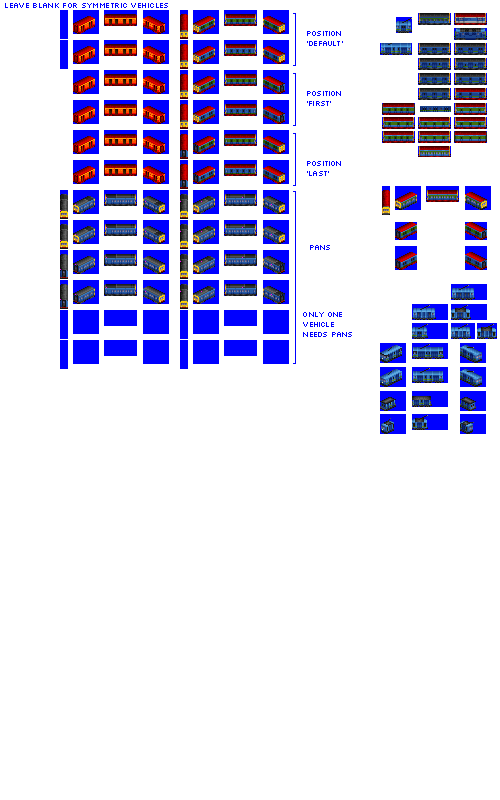 LEAVE BLANK FOR SYMMETRIC VEHICLES
POSITION
'DEFAULT'
POSITION
'FIRST'
POSITION
'LAST'
PANS
ONLY ONE
VEHICLE
NEEDS PANS